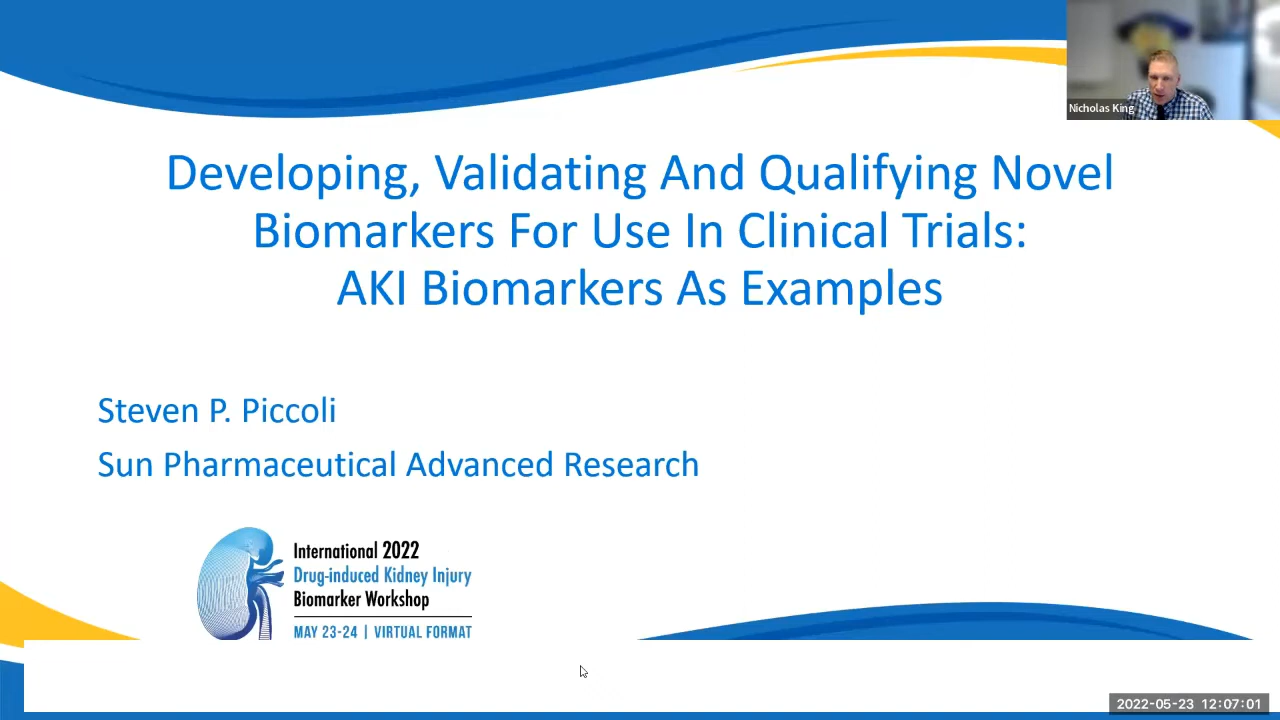 Nicholas King
Developing, Validating And Qualifying Novel
Biomarkers For Use In Clinical Trials:
AKI Biomarkers As Examples
Steven P. Piccoli
Sun Pharmaceutical Advanced Research
International 2022
Drug-induced Kidney Injury
Biomarker Workshop
MAY 23-24 | VIRTUAL FORMAT
2022-05-23 12:07:01